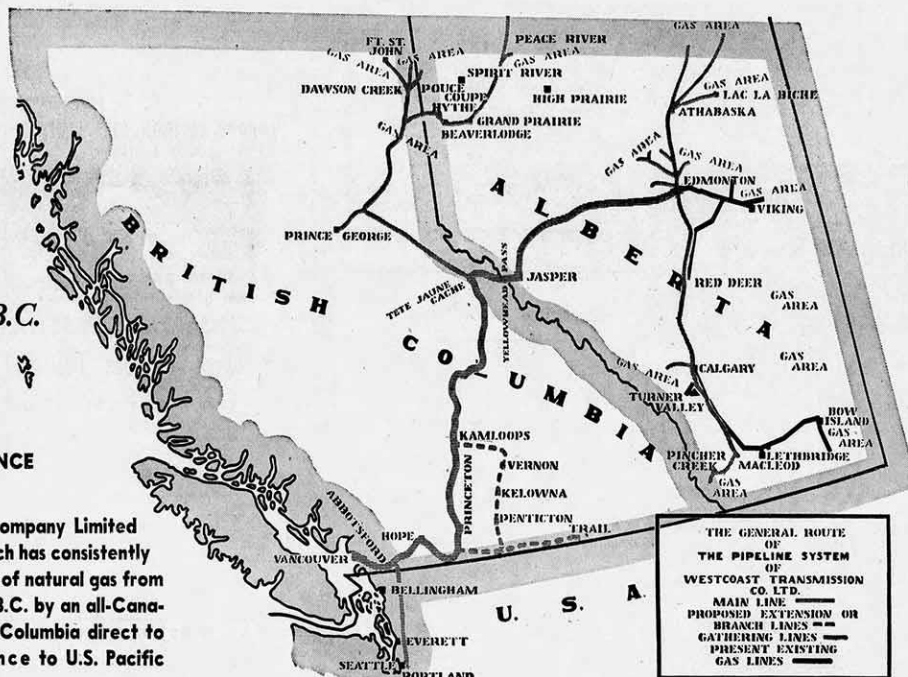 FT. ST. JOHN
GAS AREA
GAS AREA
PEACE RIVER
GAS AREA
SPIRIT RIVER
DAWSON CREEK
POUCE COUPE
HIGH PRAIRIE
HYTHE
GRAND PRAIRIE
BEAVERLODGE
GAS AREA
GAS AREA
LAC LA BICHE
ATHABASKA
GAS AREA
GAS AREA
EDMONTON
GAS AREA
VIKING
ALBERTA
BRITISH COLUMBIA
PRINCE GEORGE
TETE JAUNE CACHE
YELLOWHEAD PASS
JASPER
RED DEER
GAS AREA
GAS AREA
CALGARY
GAS AREA
TURNER VALLEY
BOW ISLAND
GAS AREA
LETHBRIDGE
MACLEOD
PINCHER CREEK
GAS AREA
B.C.
KAMLOOPS
VERNON
PRINCETON
KELOWNA
PENTICTON
TRAIL
HOPE
ABBOTSFORD
VANCOUVER
BELLINGHAM
U. S. A.
EVERETT
SEATTLE
PORTLAND
NCE
ompany Limited
ch has consistently
of natural gas from
B.C. by an all-Cana-
Columbia direct to
nce to U.S. Pacific
THE GENERAL ROUTE
OF
THE PIPELINE SYSTEM
OF
WESTCOAST TRANSMISSION
CO. LTD.
MAIN LINE
PROPOSED EXTENSION OR
BRANCH LINES
GATHERING LINES
PRESENT EXISTING
GAS LINES